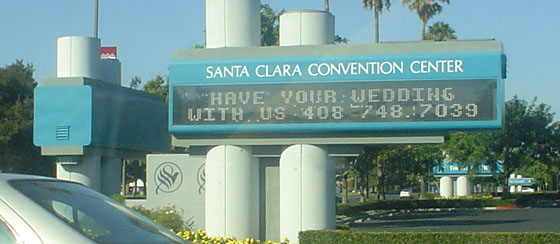 SANTA CLARA CONVENTION CENTER
HAVE YOUR WEDDING
WITH US 408 748.7039